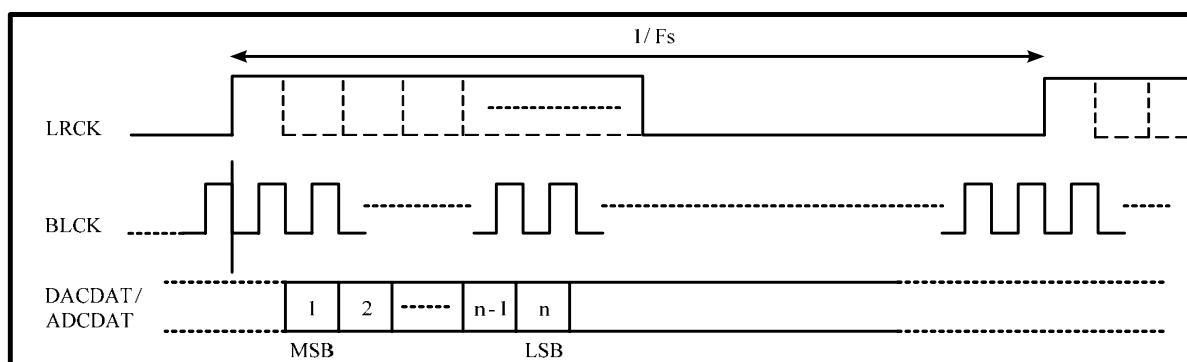 1/Fs
LRCK
BLCK
DACDAT/
ADCDAT
1 2 n-1 n
MSB LSB